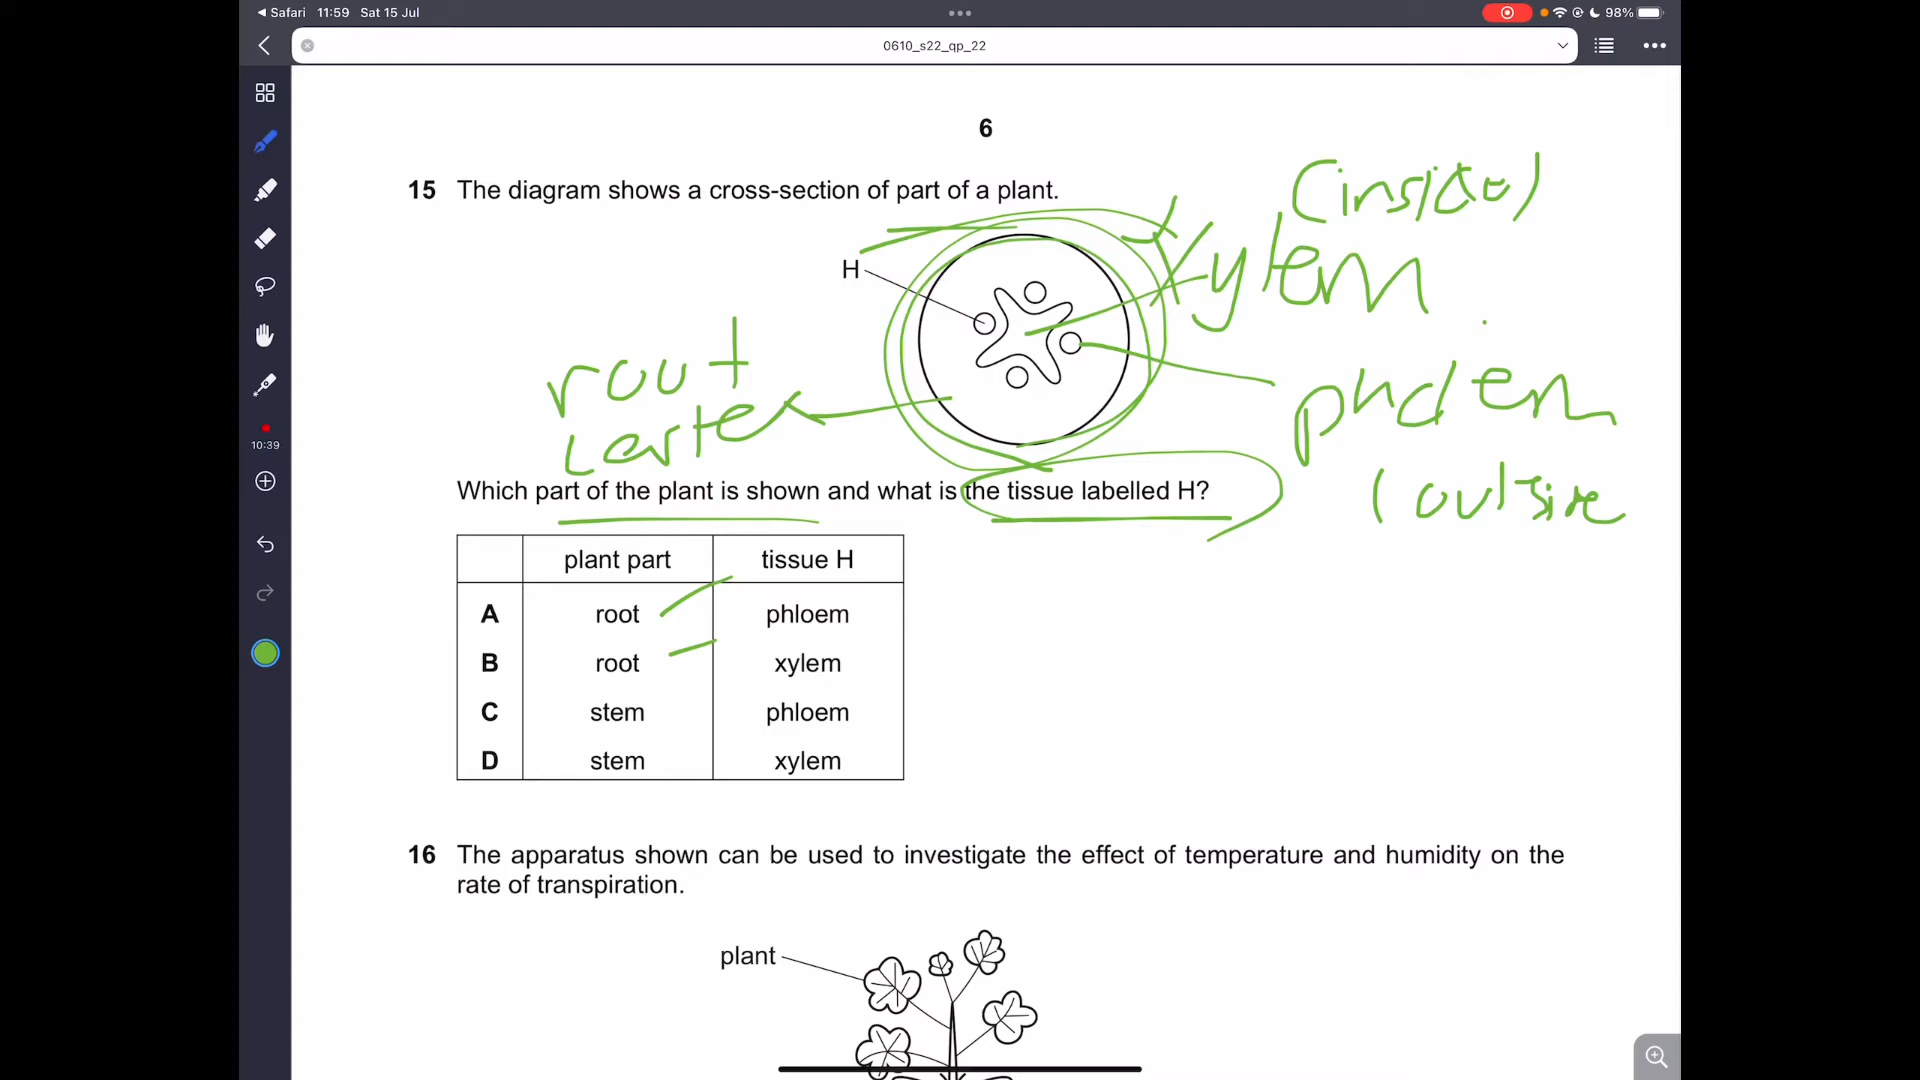 Safari 11:59 Sat 15 Jul
98%
0610_s22_qp_22
10:39
6
15 The diagram shows a cross-section of part of a plant.
(inside)
xylem
H
root
cortex
phloem
(outside
Which part of the plant is shown and what is the tissue labelled H?
plant part tissue H
A root phloem
B root xylem
C stem phloem
D stem xylem
16 The apparatus shown can be used to investigate the effect of temperature and humidity on the
rate of transpiration.
plant